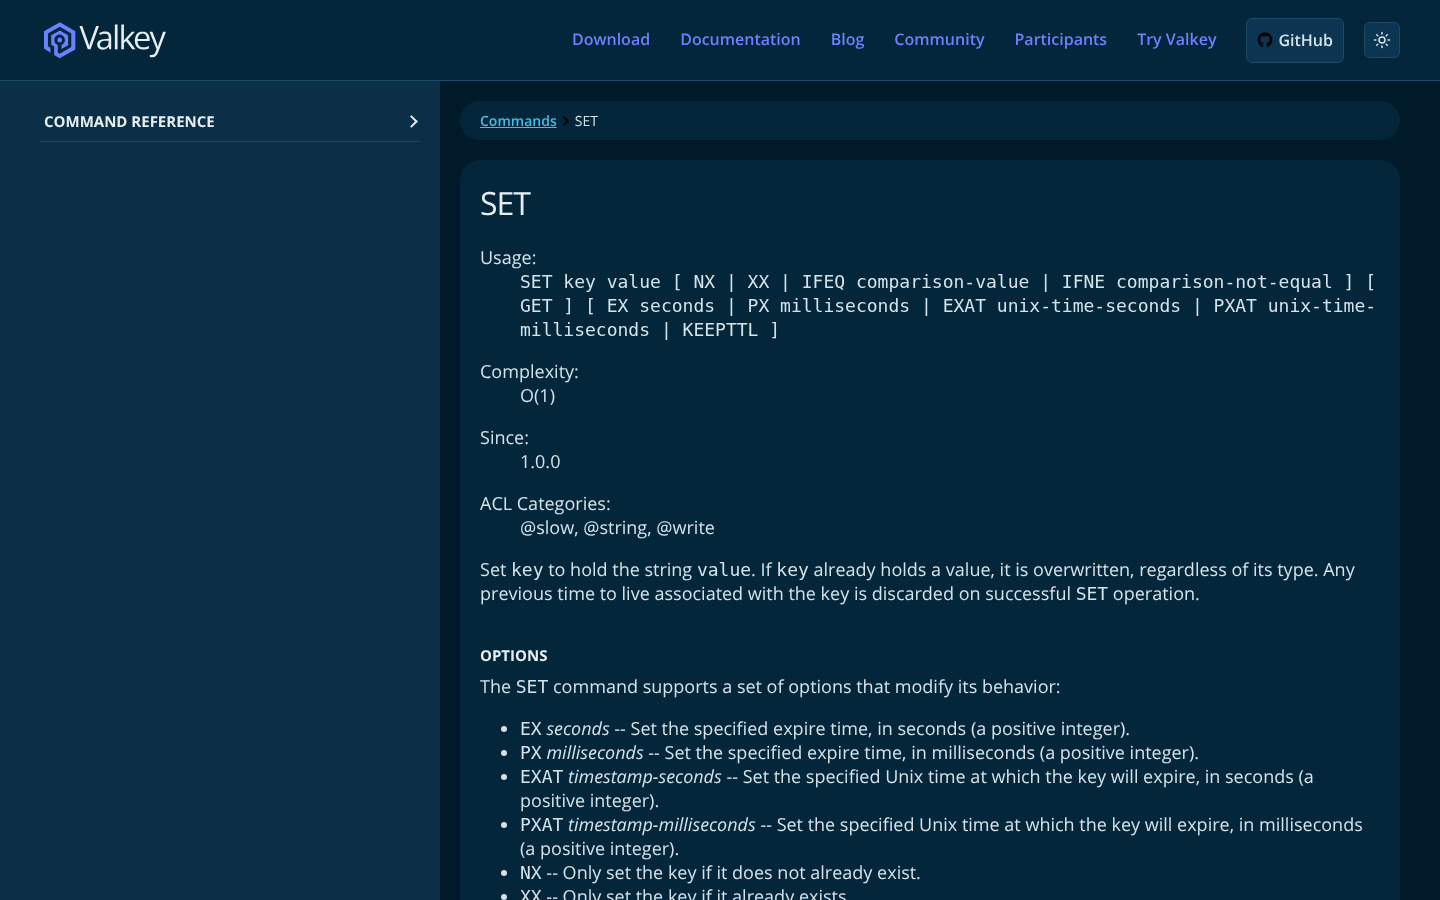 Valkey
Download
Documentation
Blog
Community
Participants
Try Valkey
GitHub
COMMAND REFERENCE
Commands > SET
SET
Usage:
SET key value [ NX | XX | IFEQ comparison-value | IFNE comparison-not-equal ] [
GET ] [ EX seconds | PX milliseconds | EXAT unix-time-seconds | PXAT unix-time-
milliseconds | KEEPTTL ]
Complexity:
O(1)
Since:
1.0.0
ACL Categories:
@slow, @string, @write
Set key to hold the string value. If key already holds a value, it is overwritten, regardless of its type. Any
previous time to live associated with the key is discarded on successful SET operation.
OPTIONS
The SET command supports a set of options that modify its behavior:
• EX seconds -- Set the specified expire time, in seconds (a positive integer).
• PX milliseconds -- Set the specified expire time, in milliseconds (a positive integer).
• EXAT timestamp-seconds -- Set the specified Unix time at which the key will expire, in seconds (a
positive integer).
• PXAT timestamp-milliseconds -- Set the specified Unix time at which the key will expire, in milliseconds
(a positive integer).
• NX -- Only set the key if it does not already exist.
• XX -- Only set the key if it already exists.